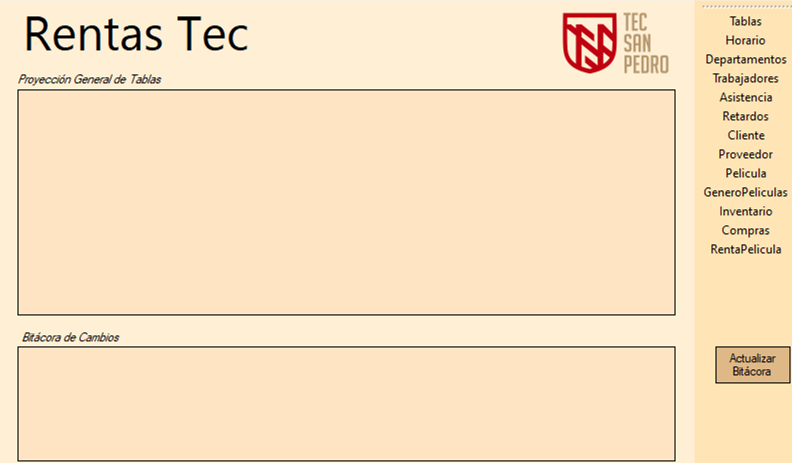 Rentas Tec
TEC
SAN
PEDRO
Proyección General de Tablas
Bitácora de Cambios
Tablas
Horario
Departamentos
Trabajadores
Asistencia
Retardos
Cliente
Proveedor
Pelicula
GeneroPeliculas
Inventario
Compras
RentaPelicula
Actualizar
Bitácora